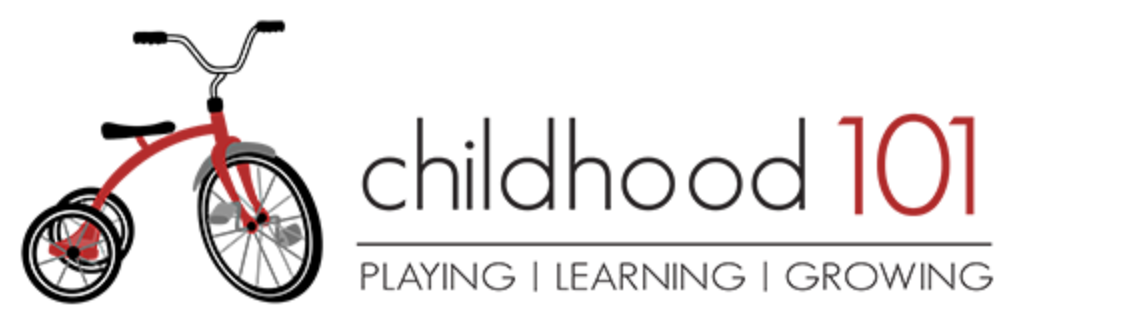 childhood 101
PLAYING | LEARNING | GROWING